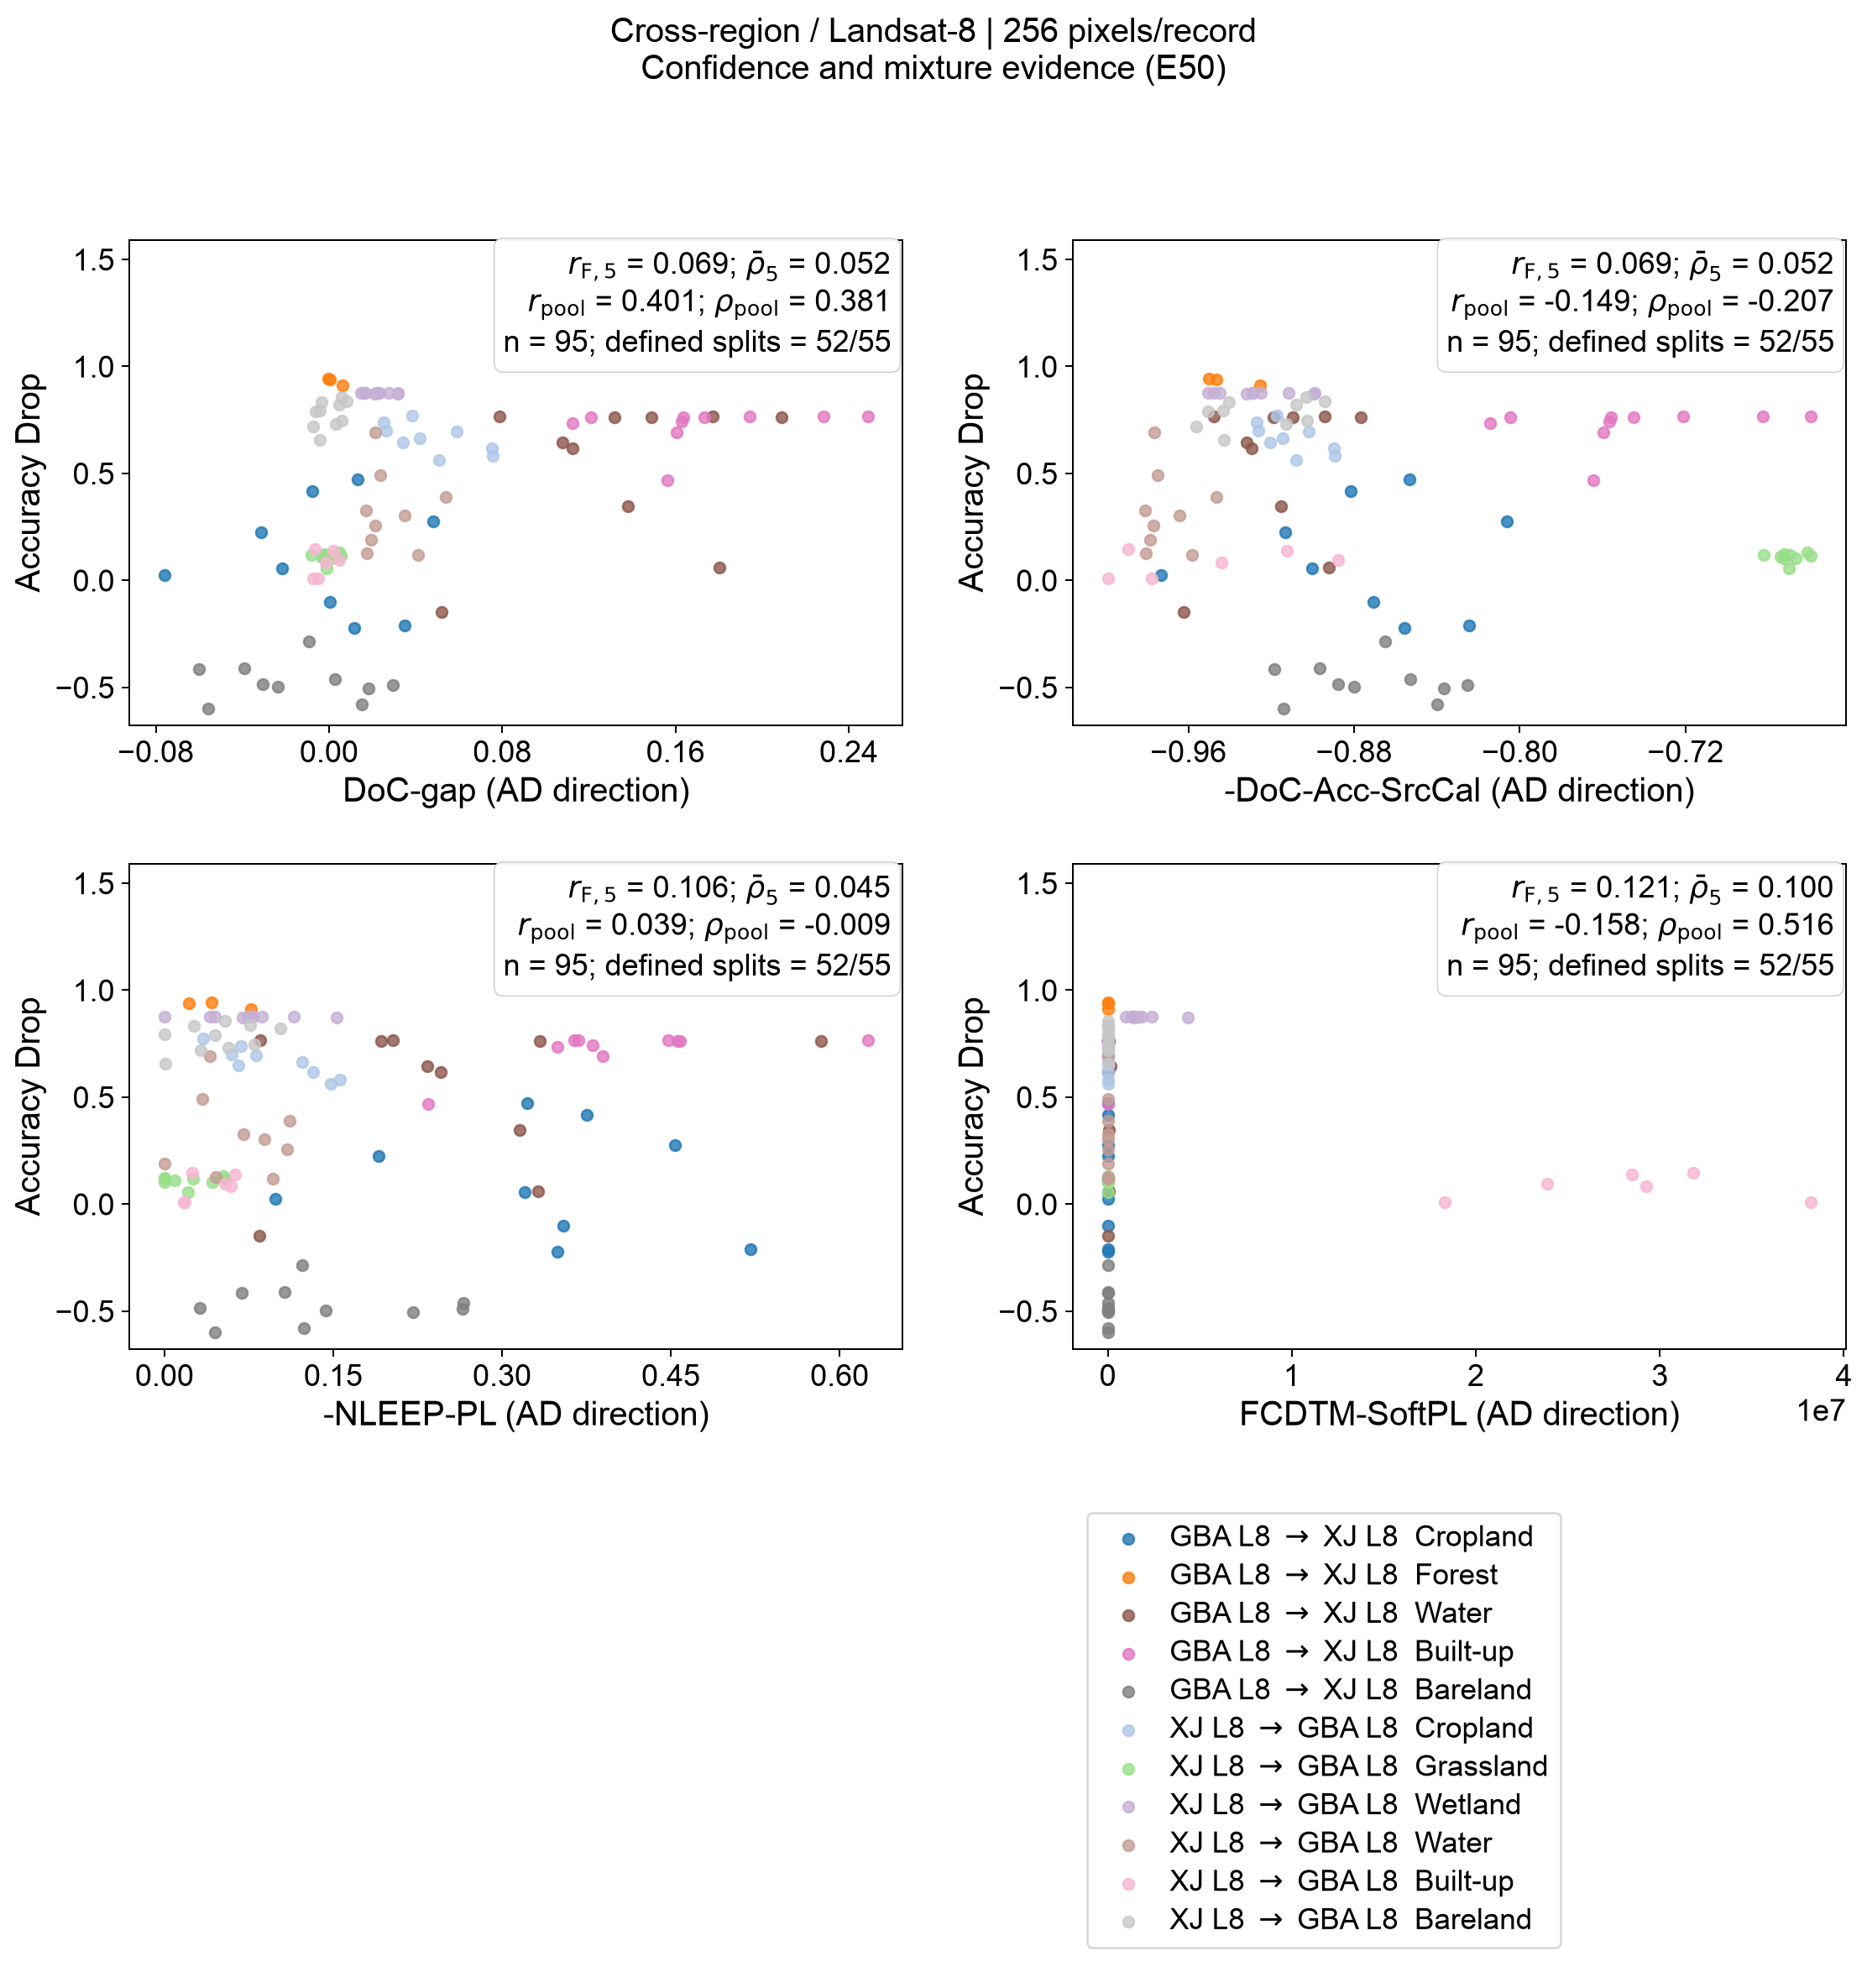 Cross-region / Landsat-8 | 256 pixels/record
Confidence and mixture evidence (E50)
r_F,5 = 0.069; ρ̄_5 = 0.052
r_pool = 0.401; ρ_pool = 0.381
n = 95; defined splits = 52/55
1.5
1.0
0.5
0.0
−0.5
Accuracy Drop
−0.08 0.00 0.08 0.16 0.24
DoC-gap (AD direction)
r_F,5 = 0.069; ρ̄_5 = 0.052
r_pool = -0.149; ρ_pool = -0.207
n = 95; defined splits = 52/55
1.5
1.0
0.5
0.0
−0.5
Accuracy Drop
−0.96 −0.88 −0.80 −0.72
-DoC-Acc-SrcCal (AD direction)
r_F,5 = 0.106; ρ̄_5 = 0.045
r_pool = 0.039; ρ_pool = -0.009
n = 95; defined splits = 52/55
1.5
1.0
0.5
0.0
−0.5
Accuracy Drop
0.00 0.15 0.30 0.45 0.60
-NLEEP-PL (AD direction)
r_F,5 = 0.121; ρ̄_5 = 0.100
r_pool = -0.158; ρ_pool = 0.516
n = 95; defined splits = 52/55
1.5
1.0
0.5
0.0
−0.5
Accuracy Drop
0 1 2 3 4
1e7
FCDTM-SoftPL (AD direction)
GBA L8 → XJ L8 Cropland
GBA L8 → XJ L8 Forest
GBA L8 → XJ L8 Water
GBA L8 → XJ L8 Built-up
GBA L8 → XJ L8 Bareland
XJ L8 → GBA L8 Cropland
XJ L8 → GBA L8 Grassland
XJ L8 → GBA L8 Wetland
XJ L8 → GBA L8 Water
XJ L8 → GBA L8 Built-up
XJ L8 → GBA L8 Bareland